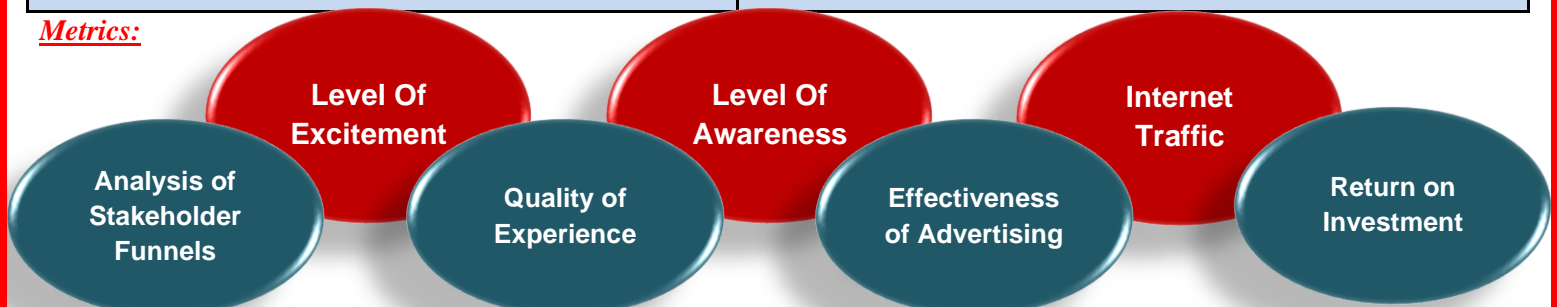 Metrics:
Level Of
Excitement
Level Of
Awareness
Internet
Traffic
Analysis of
Stakeholder
Funnels
Quality of
Experience
Effectiveness
of Advertising
Return on
Investment